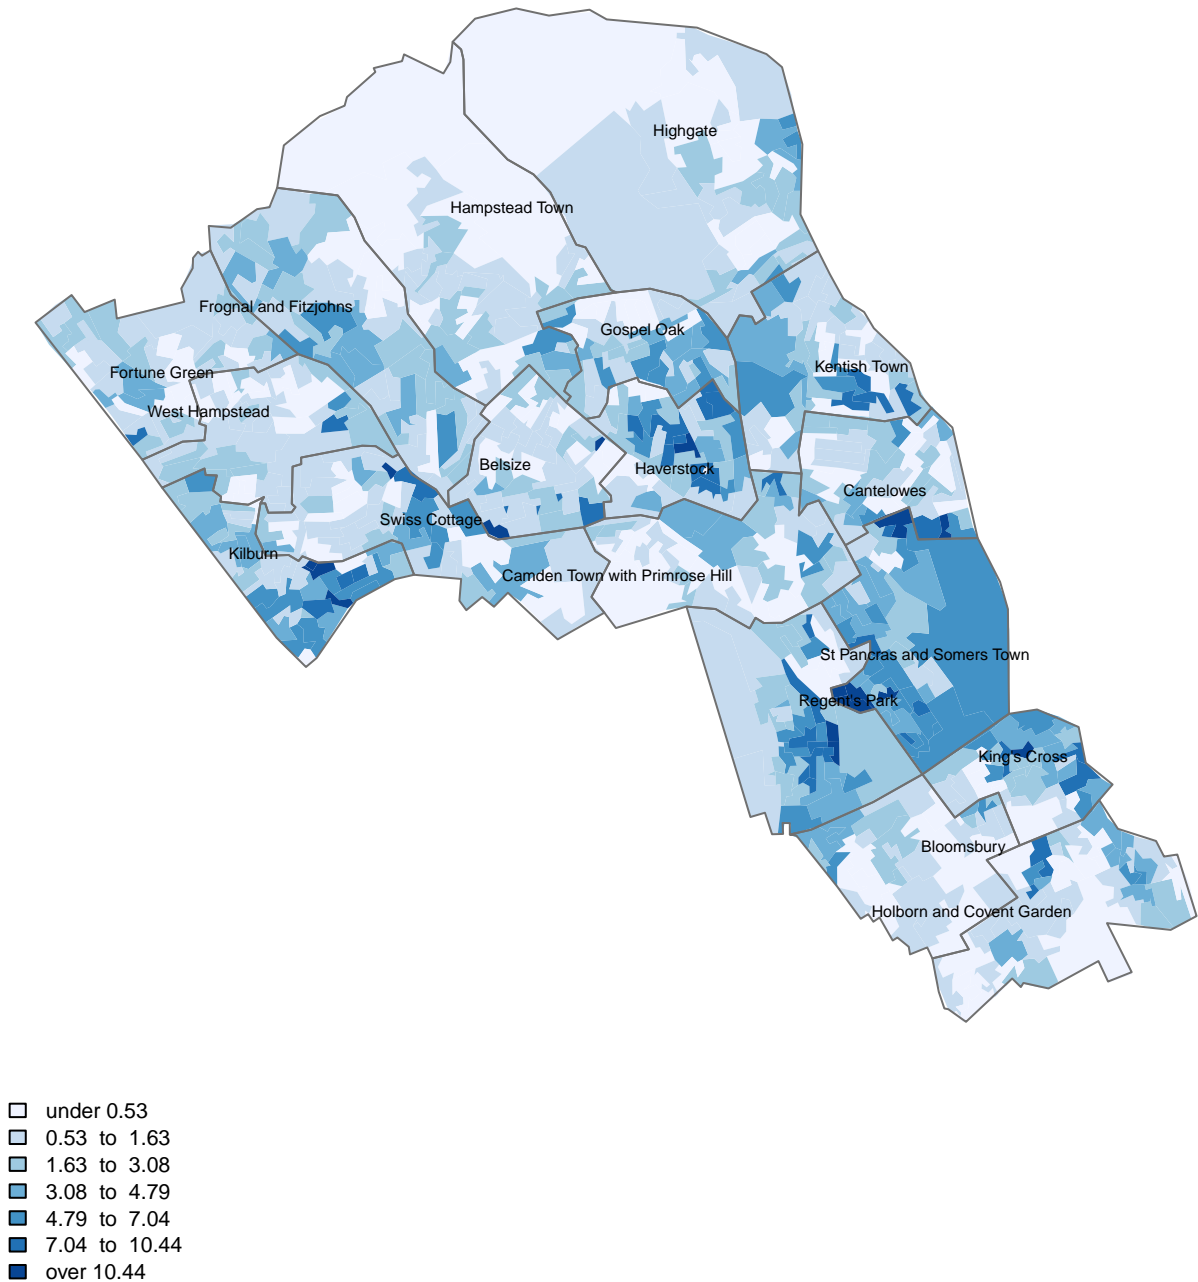 Highgate
Hampstead Town
Frognal and Fitzjohns
Gospel Oak
Kentish Town
Fortune Green
West Hampstead
Belsize
Haverstock
Cantelowes
Swiss Cottage
Kilburn
Camden Town with Primrose Hill
St Pancras and Somers Town
Regent's Park
King's Cross
Bloomsbury
Holborn and Covent Garden
under 0.53
0.53 to 1.63
1.63 to 3.08
3.08 to 4.79
4.79 to 7.04
7.04 to 10.44
over 10.44